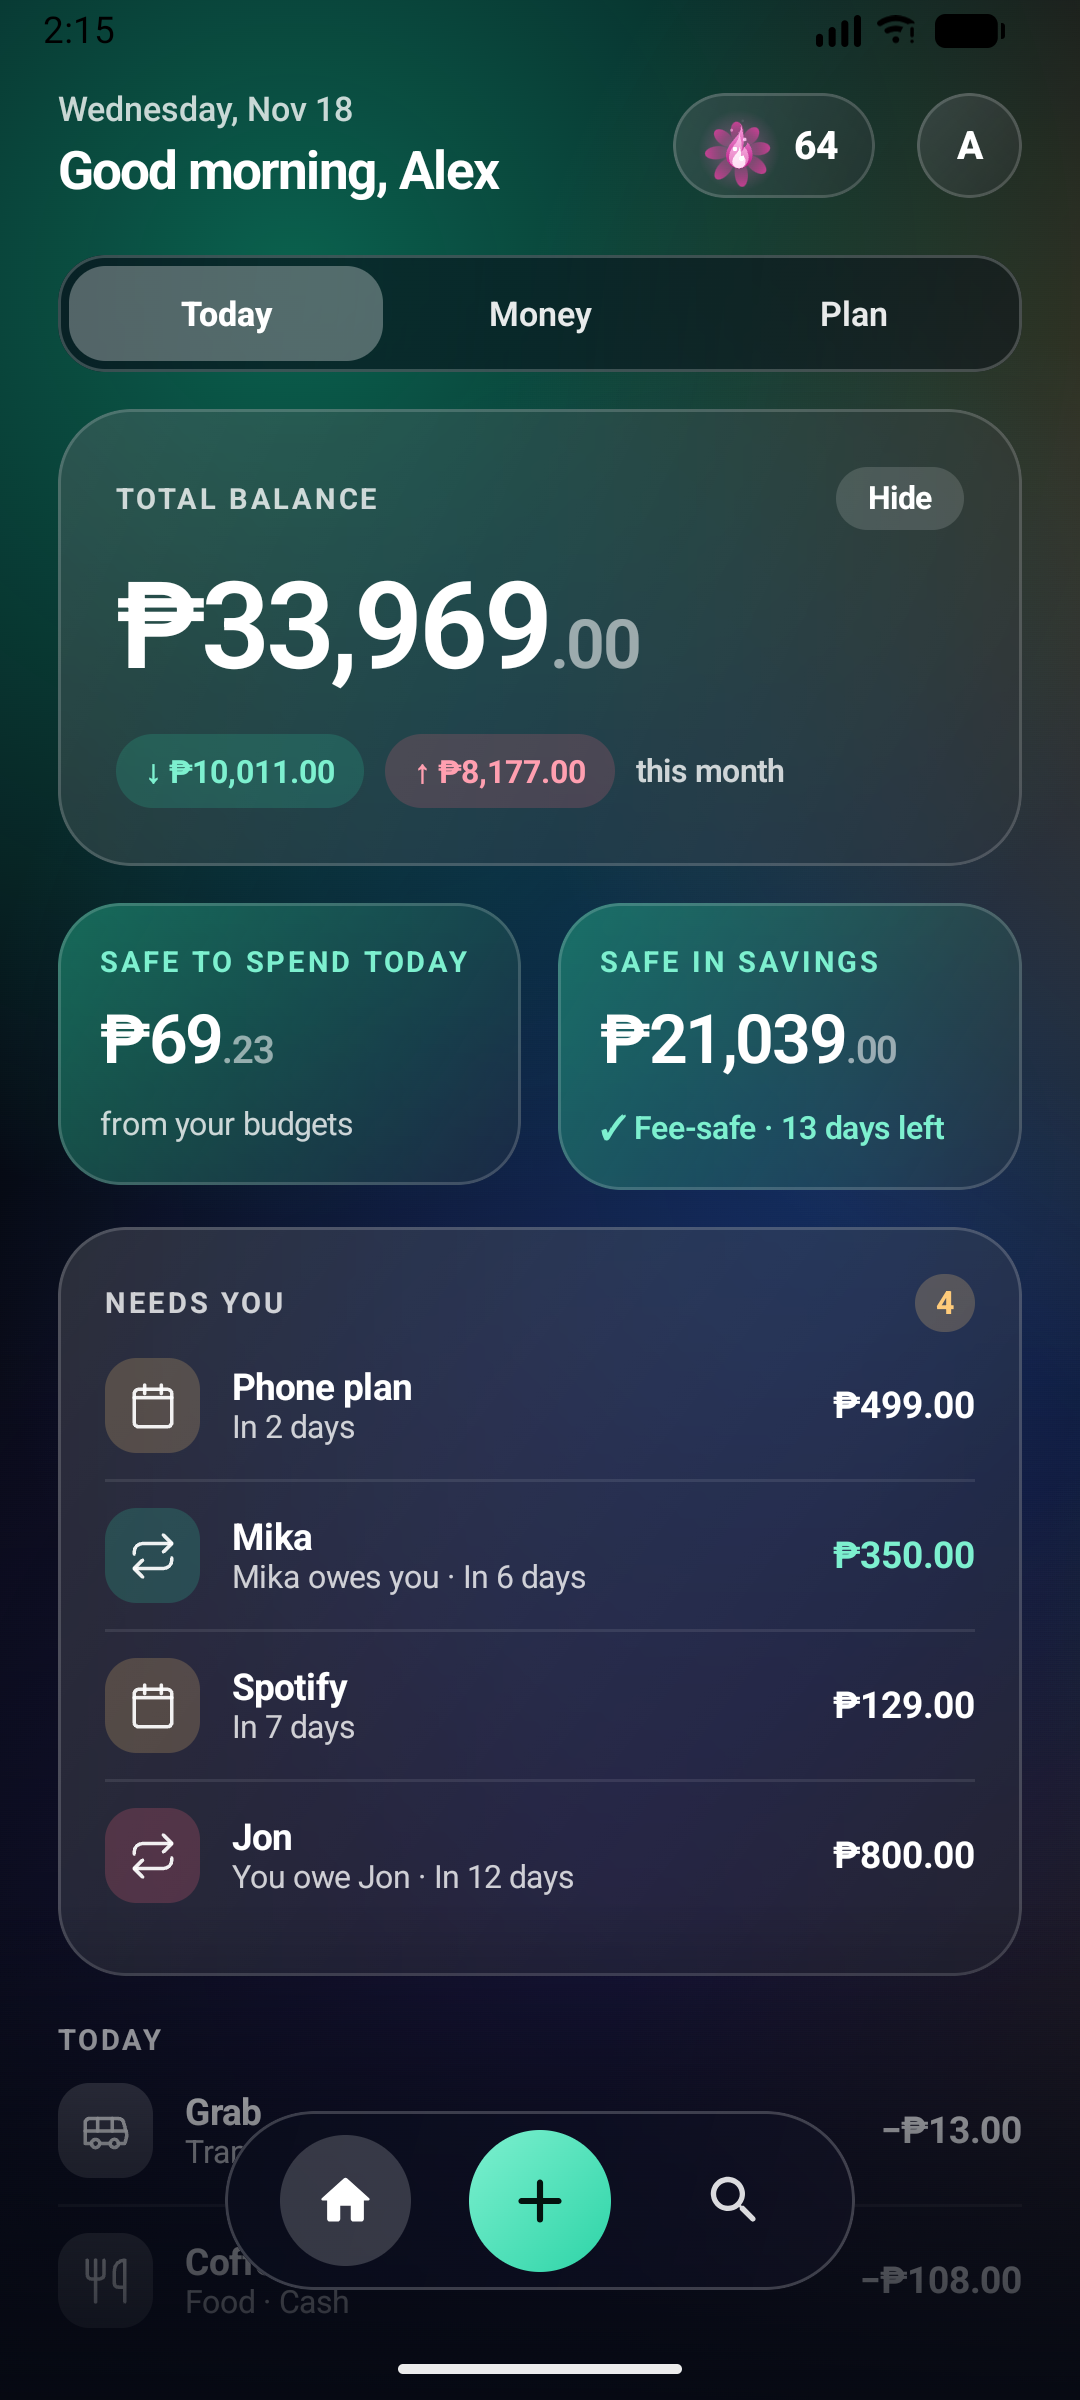 2:15
Wednesday, Nov 18
Good morning, Alex
64
A
Today
Money
Plan
TOTAL BALANCE
Hide
₱33,969.00
↓ ₱10,011.00
↑ ₱8,177.00
this month
SAFE TO SPEND TODAY
₱69.23
from your budgets
SAFE IN SAVINGS
₱21,039.00
✓ Fee-safe · 13 days left
NEEDS YOU
4
Phone plan
In 2 days
₱499.00
Mika
Mika owes you · In 6 days
₱350.00
Spotify
In 7 days
₱129.00
Jon
You owe Jon · In 12 days
₱800.00
TODAY
Grab
−₱13.00
Food · Cash
−₱108.00